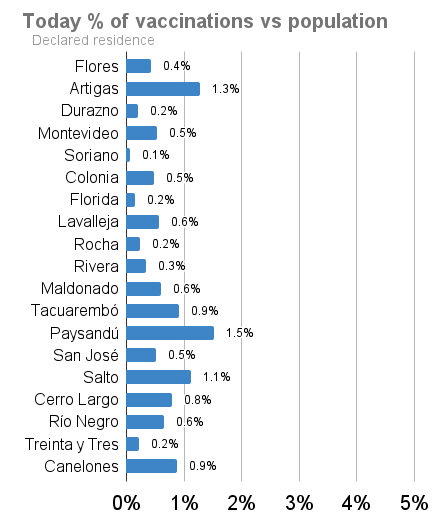 Today % of vaccinations vs population
Declared residence
Flores 0.4%
Artigas 1.3%
Durazno 0.2%
Montevideo 0.5%
Soriano 0.1%
Colonia 0.5%
Florida 0.2%
Lavalleja 0.6%
Rocha 0.2%
Rivera 0.3%
Maldonado 0.6%
Tacuarembó 0.9%
Paysandú 1.5%
San José 0.5%
Salto 1.1%
Cerro Largo 0.8%
Río Negro 0.6%
Treinta y Tres 0.2%
Canelones 0.9%
0% 1% 2% 3% 4% 5%